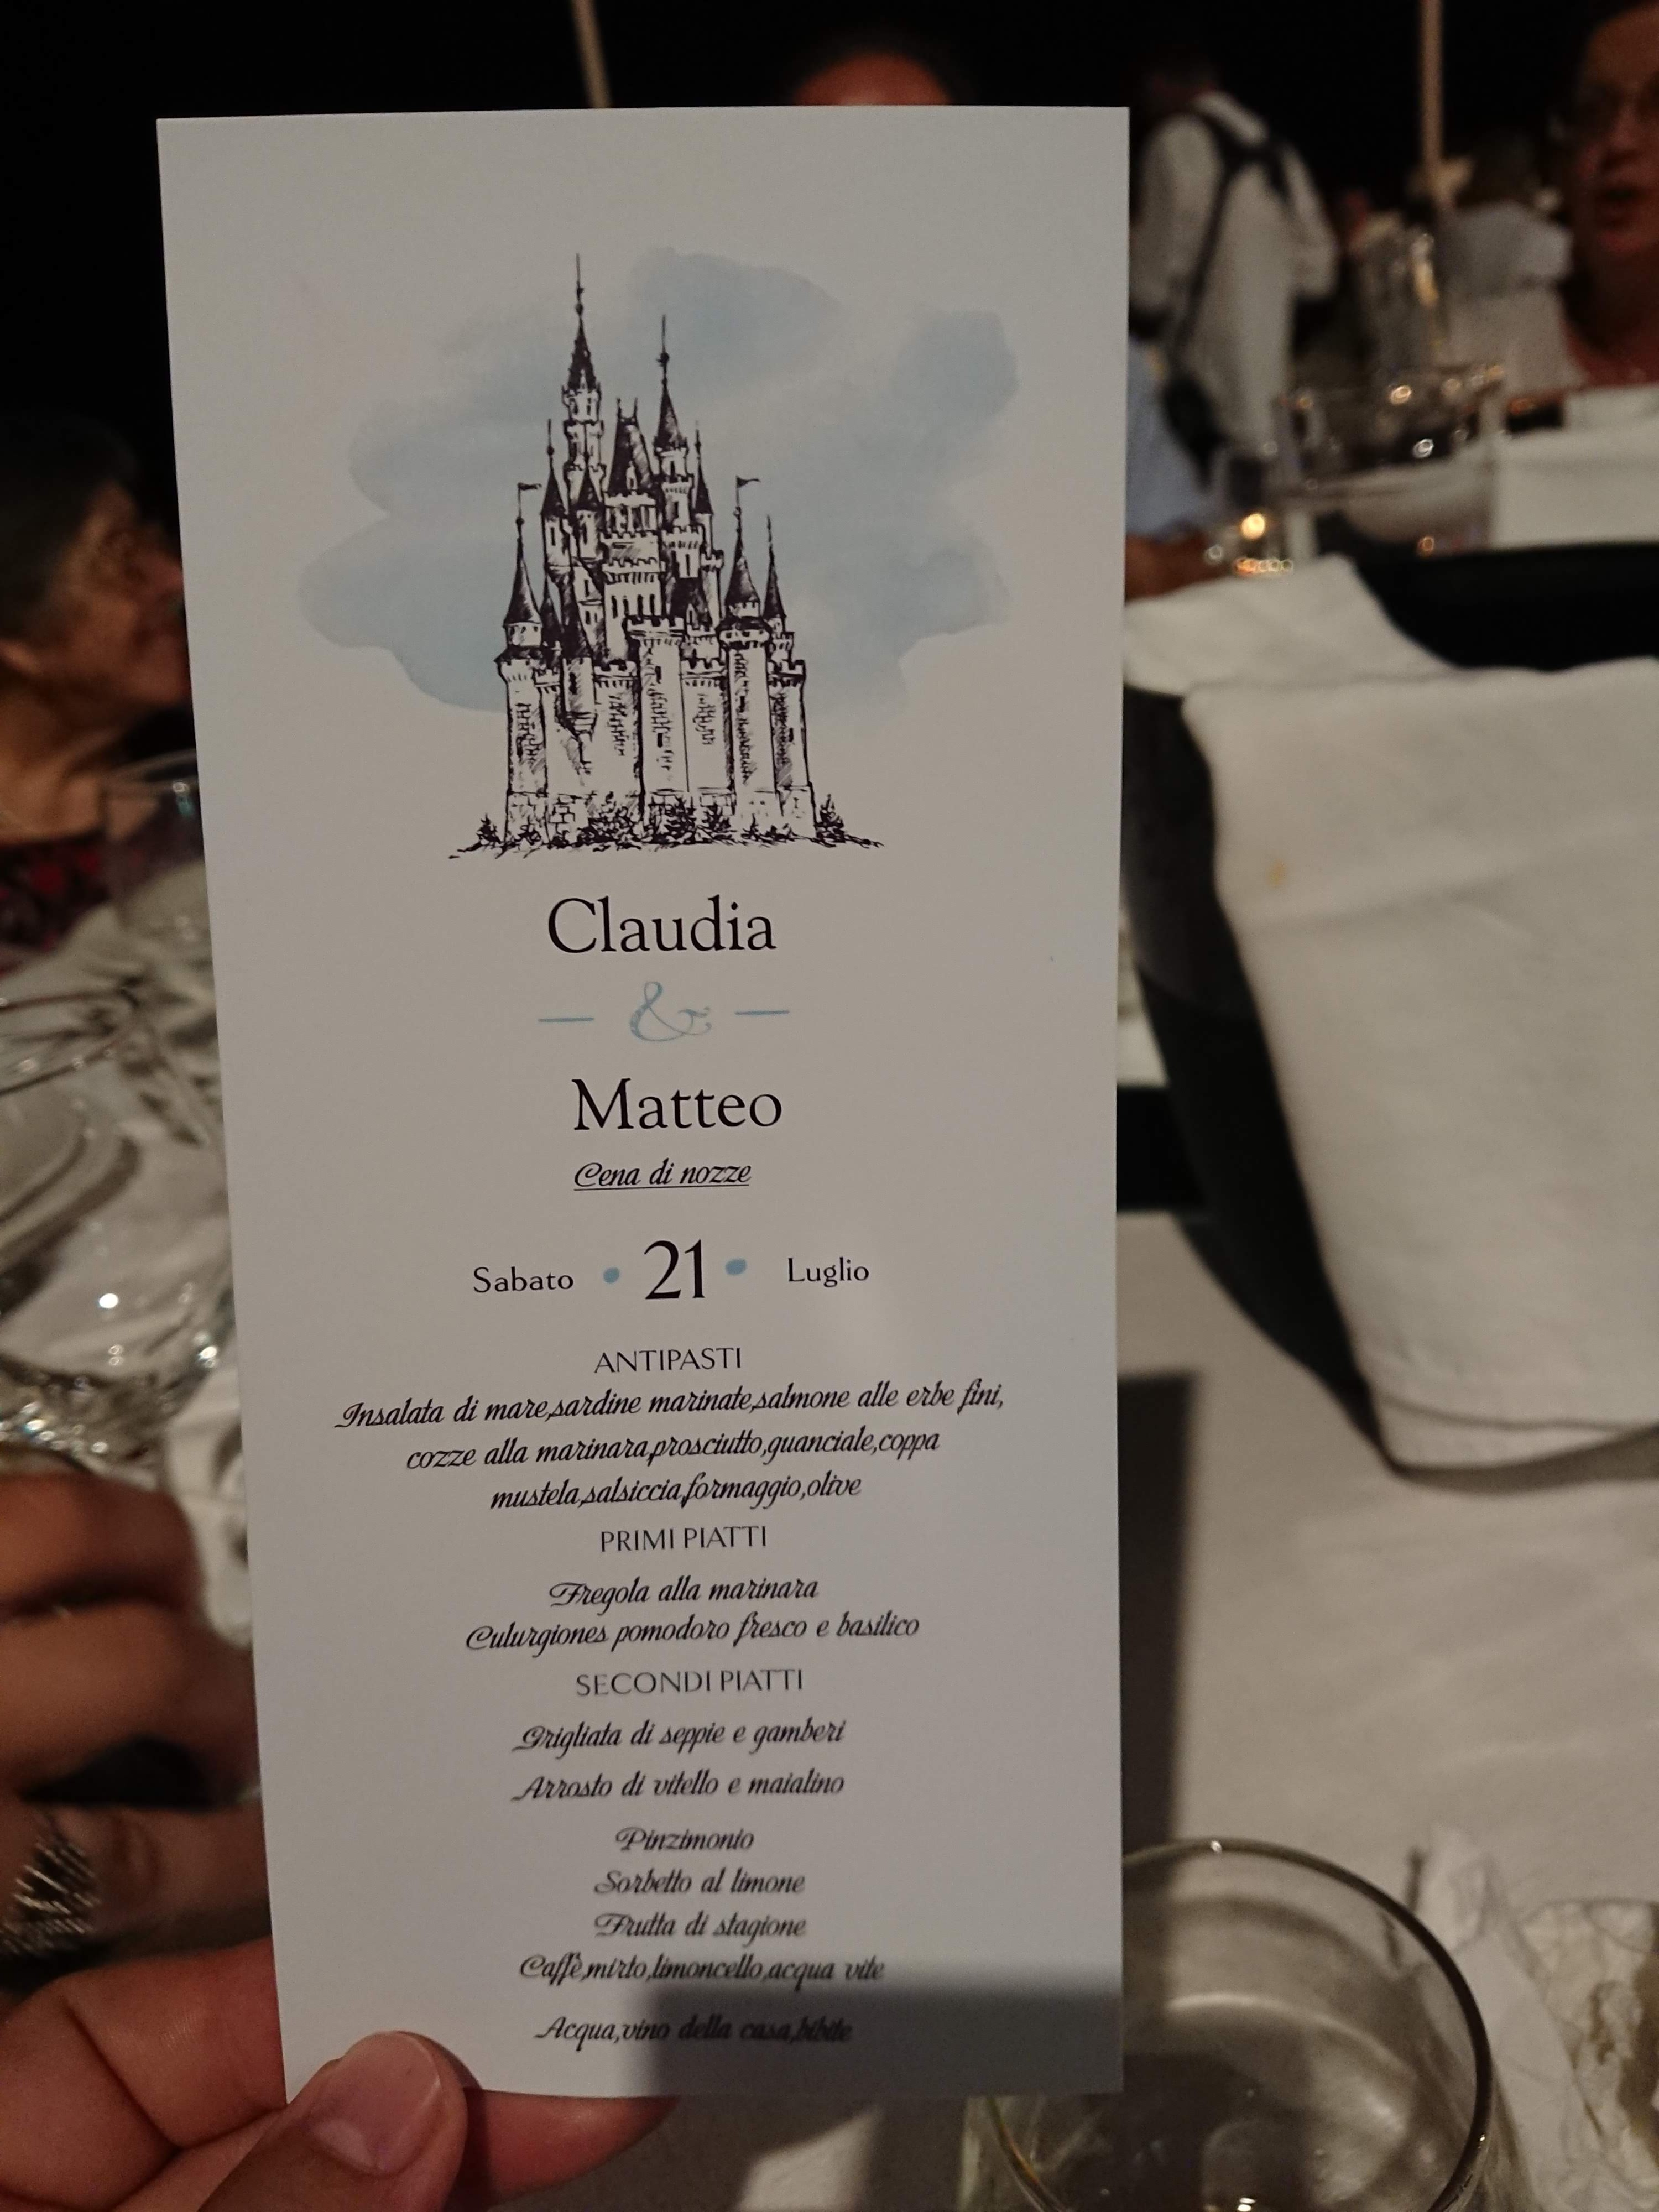 Claudia
— & —
Matteo
Cena di nozze
Sabato • 21 • Luglio
ANTIPASTI
Insalata di mare,sardine marinate,salmone alle erbe fini,
cozze alla marinara,prosciutto,guanciale,coppa
mustela,salsiccia,formaggio,olive
PRIMI PIATTI
Fregola alla marinara
Culurgiones pomodoro fresco e basilico
SECONDI PIATTI
Grigliata di seppie e gamberi
Arrosto di vitello e maialino
Pinzimonio
Sorbetto al limone
Frutta di stagione
Caffè,mirto,limoncello,acqua vite
Acqua,vino della casa,bibite